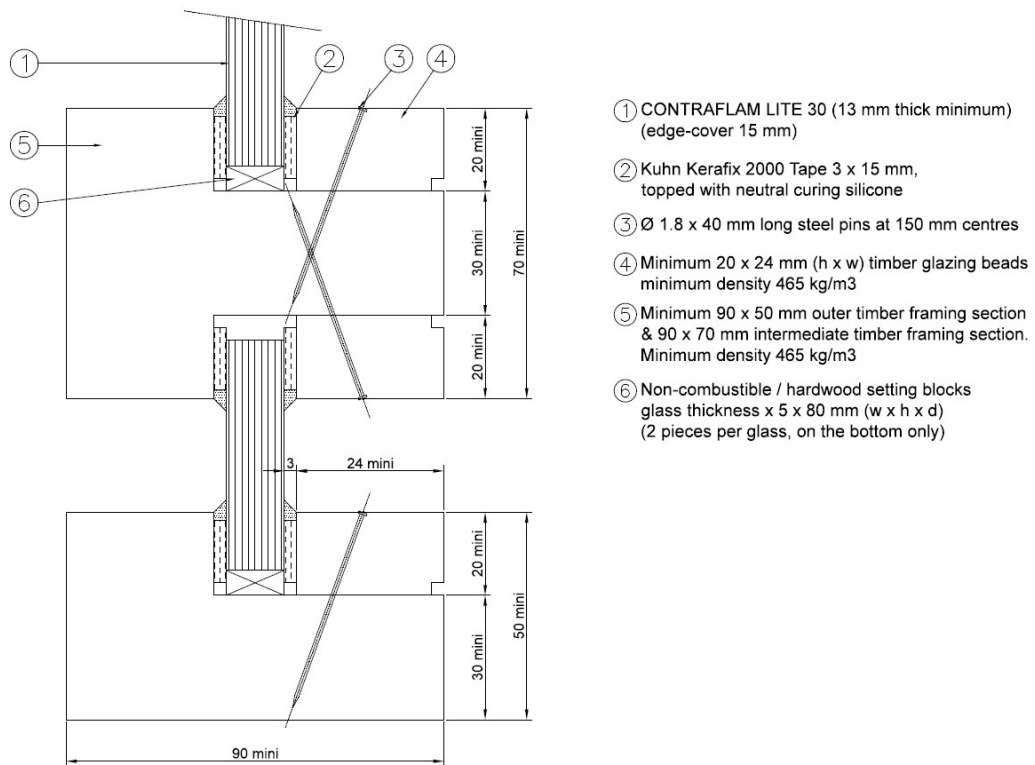 1
2
3
4
5
6
20 mini
30 mini
20 mini
70 mini
3
24 mini
20 mini
30 mini
50 mini
90 mini
1 CONTRAFLAM LITE 30 (13 mm thick minimum)
(edge-cover 15 mm)
2 Kuhn Kerafix 2000 Tape 3 x 15 mm,
topped with neutral curing silicone
3 Ø 1.8 x 40 mm long steel pins at 150 mm centres
4 Minimum 20 x 24 mm (h x w) timber glazing beads
minimum density 465 kg/m3
5 Minimum 90 x 50 mm outer timber framing section
& 90 x 70 mm intermediate timber framing section.
Minimum density 465 kg/m3
6 Non-combustible / hardwood setting blocks
glass thickness x 5 x 80 mm (w x h x d)
(2 pieces per glass, on the bottom only)